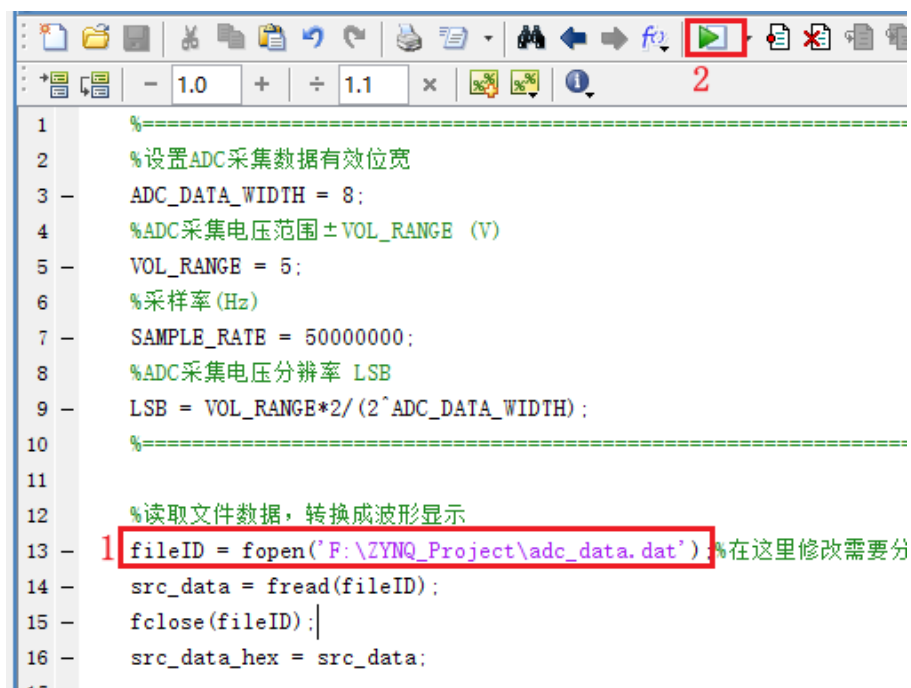 − 1.0 + ÷ 1.1 ×
2
1 %================================================================
2 %设置ADC采集数据有效位宽
3 − ADC_DATA_WIDTH = 8;
4 %ADC采集电压范围±VOL_RANGE (V)
5 − VOL_RANGE = 5;
6 %采样率(Hz)
7 − SAMPLE_RATE = 50000000;
8 %ADC采集电压分辨率 LSB
9 − LSB = VOL_RANGE*2/(2^ADC_DATA_WIDTH);
10 %================================================================
11
12 %读取文件数据，转换成波形显示
13 − 1 fileID = fopen('F:\ZYNQ_Project\adc_data.dat');%在这里修改需要分
14 − src_data = fread(fileID);
15 − fclose(fileID);
16 − src_data_hex = src_data;